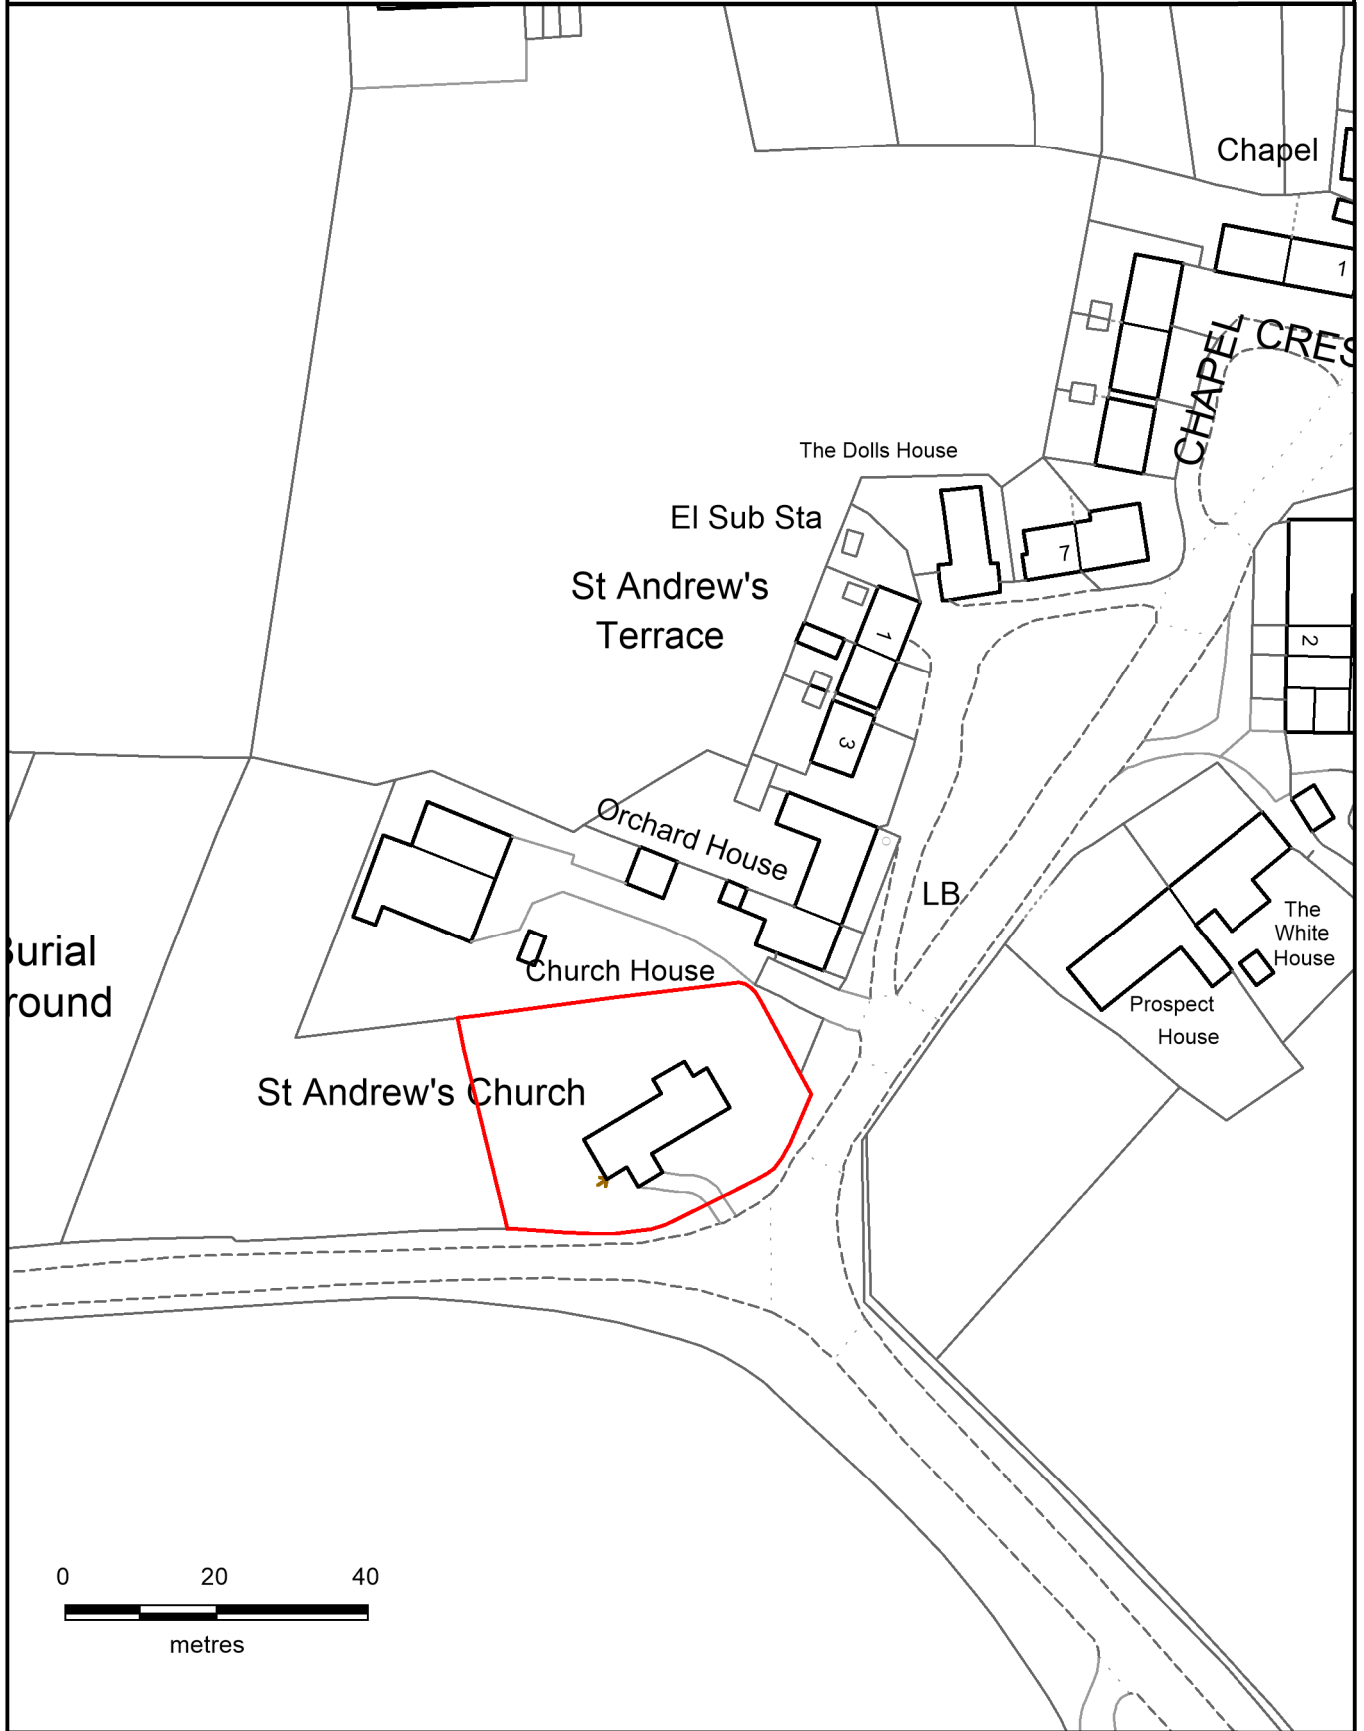 Chapel
1
CHAPEL CRES
The Dolls House
El Sub Sta
7
St Andrew's
Terrace
1
2
3
Orchard House
LB
The
White
House
Burial
round
Church House
Prospect
House
St Andrew's Church
0 20 40
metres